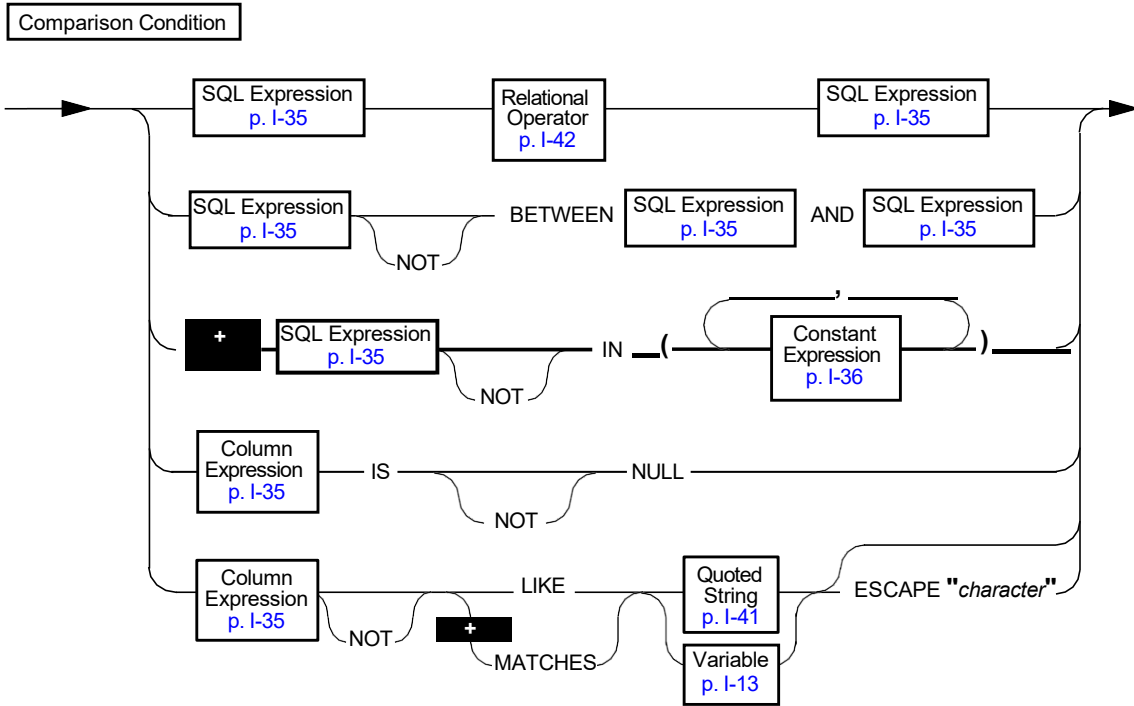 Comparison Condition
SQL Expression
p. I-35
Relational
Operator
p. I-42
SQL Expression
p. I-35
SQL Expression
p. I-35
NOT
BETWEEN
SQL Expression
p. I-35
AND
SQL Expression
p. I-35
+
SQL Expression
p. I-35
NOT
IN
(
,
Constant
Expression
p. I-36
)
Column
Expression
p. I-35
IS
NOT
NULL
Column
Expression
p. I-35
NOT
LIKE
+
MATCHES
Quoted
String
p. I-41
Variable
p. I-13
ESCAPE "character"